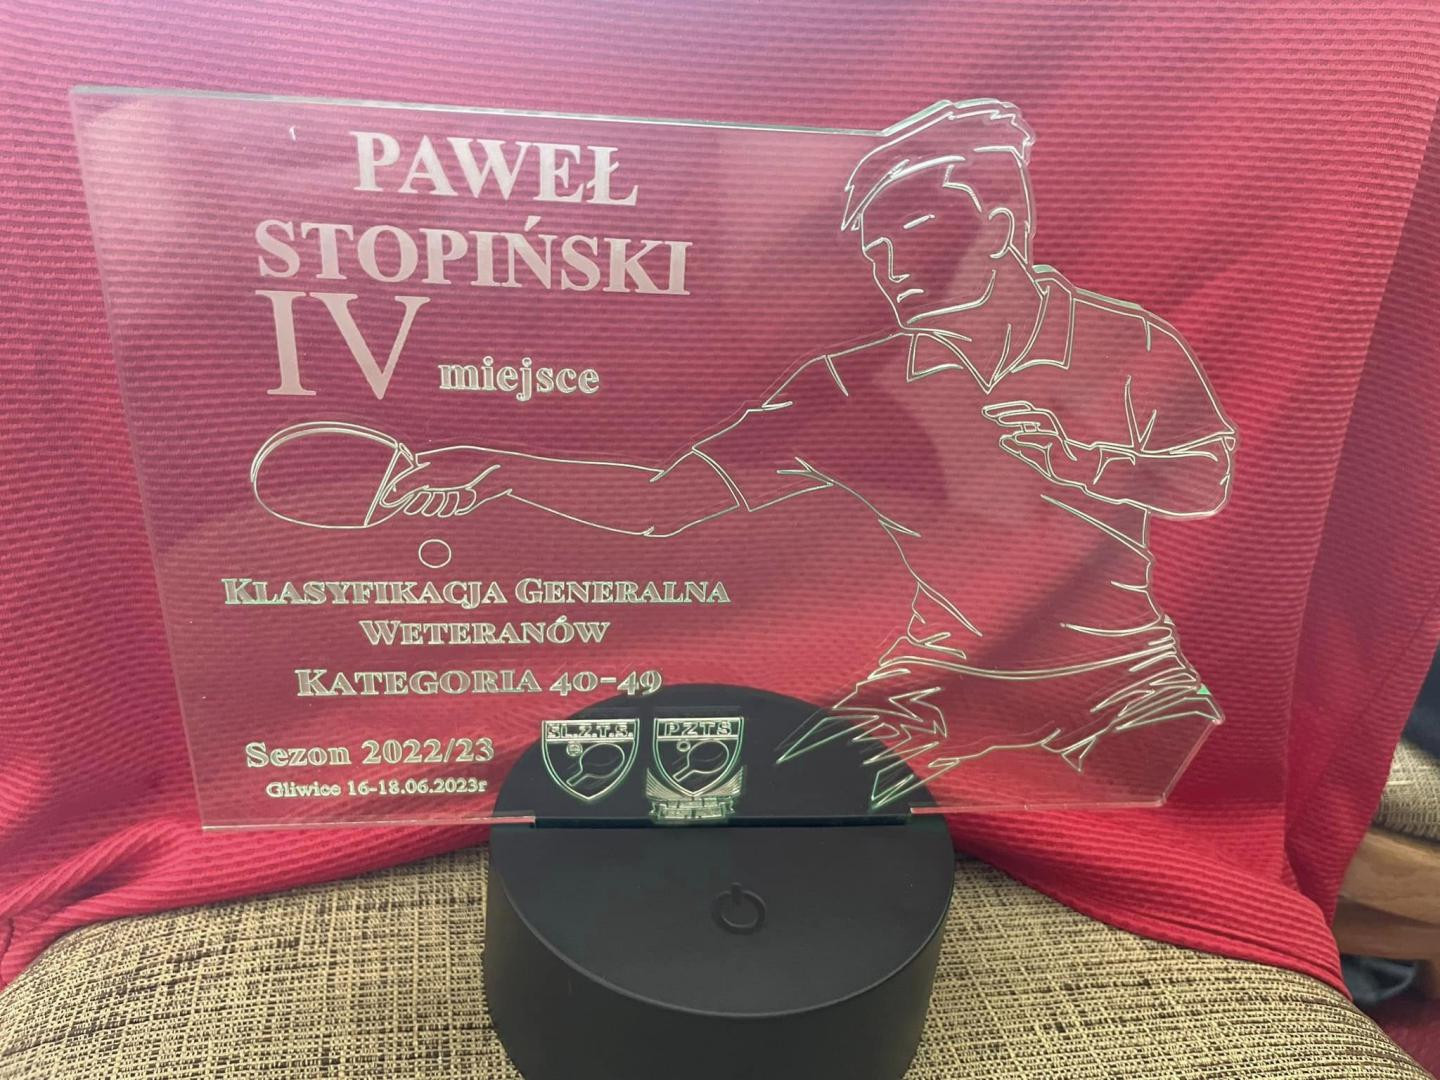 PAWEŁ
STOPIŃSKI
IV miejsce
Klasyfikacja Generalna
Weteranów
Kategoria 40-49
Sezon 2022/23
Gliwice 16-18.06.2023r
ŚL.Z.T.S.
PZTS